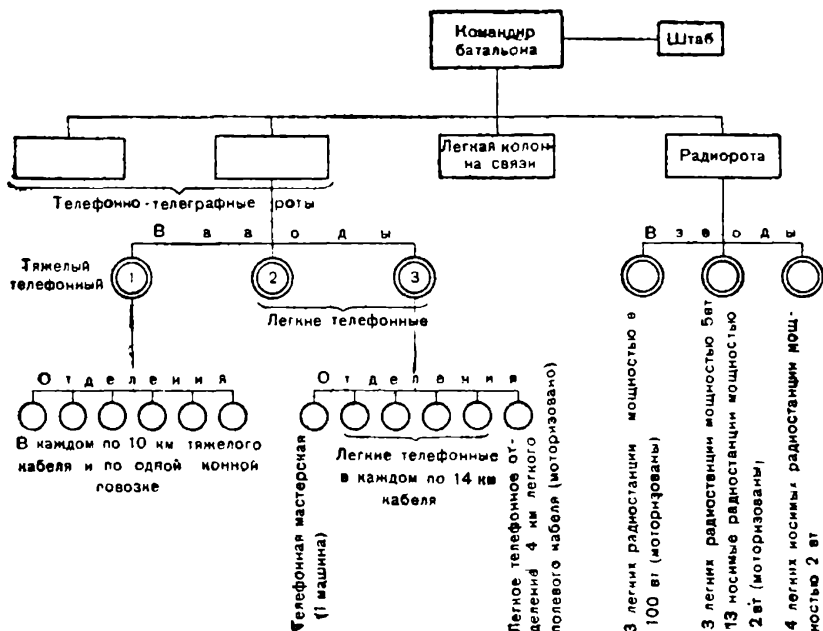 Командир
батальона
Штаб
Легкая колон-
на связи
Радиорота
Телефонно-телеграфные роты
Взводы
Взводы
Тяжелый
телефонный
1
2
3
Легкие телефонные
Отделения
Отделения
В каждом по 10 км тяжелого
кабеля и по одной конной
повозке
Телефонная мастерская
(1 машина)
Легкие телефонные
в каждом по 14 км
кабеля
Легкое телефонное от-
деление 4 км легкого
полевого кабеля (моторизовано)
3 легких радиостанции мощностью в
100 вт (моторизованы)
3 легких радиостанции мощностью 5вт
13 носимые радиостанции мощностью
2 вт (моторизованы)
4 легких носимых радиостанции мощ-
ностью 2 вт